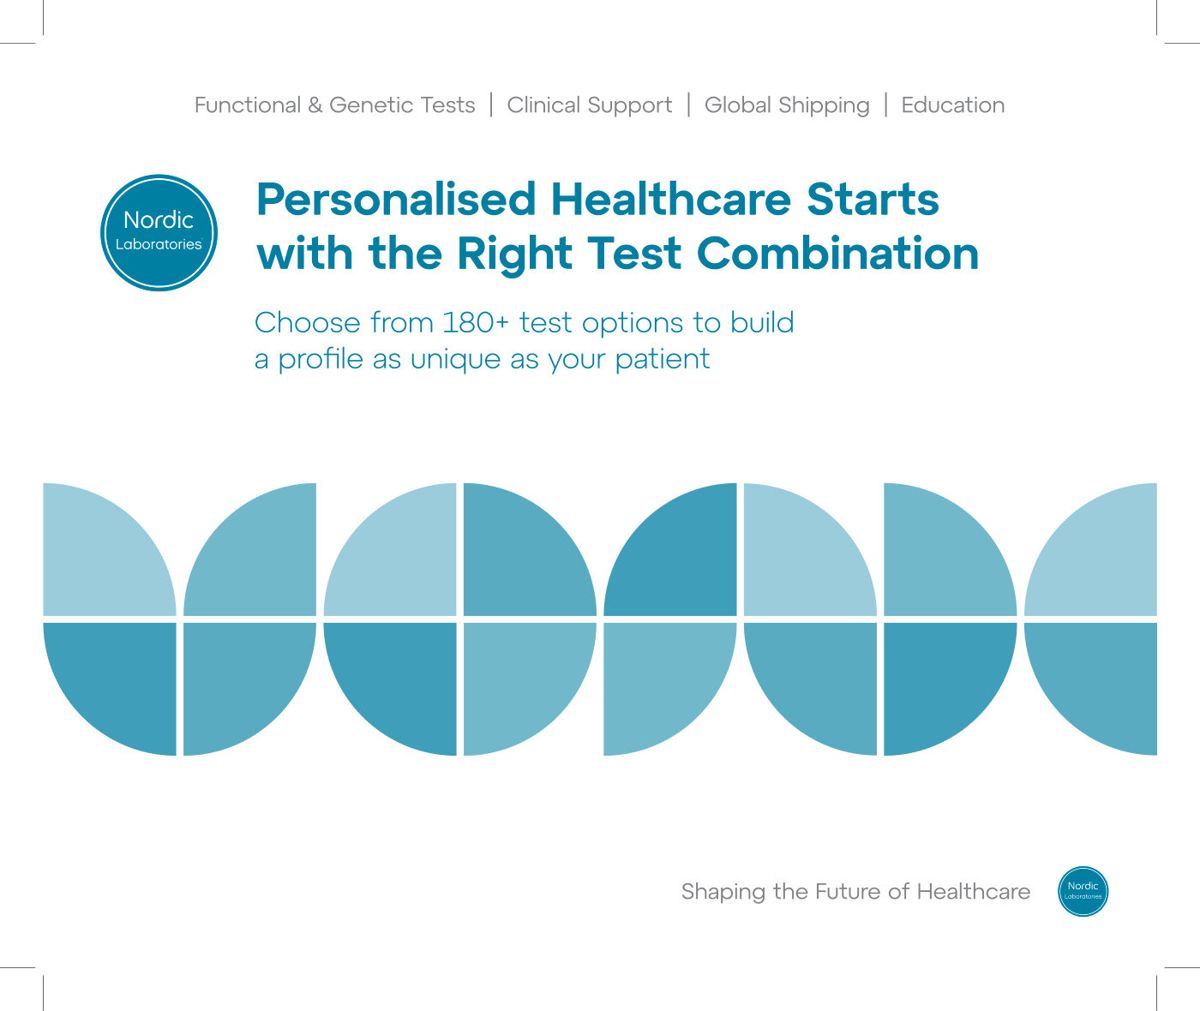 Functional & Genetic Tests | Clinical Support | Global Shipping | Education
Nordic
Laboratories
Personalised Healthcare Starts
with the Right Test Combination
Choose from 180+ test options to build
a profile as unique as your patient
Shaping the Future of Healthcare
Nordic
Laboratories